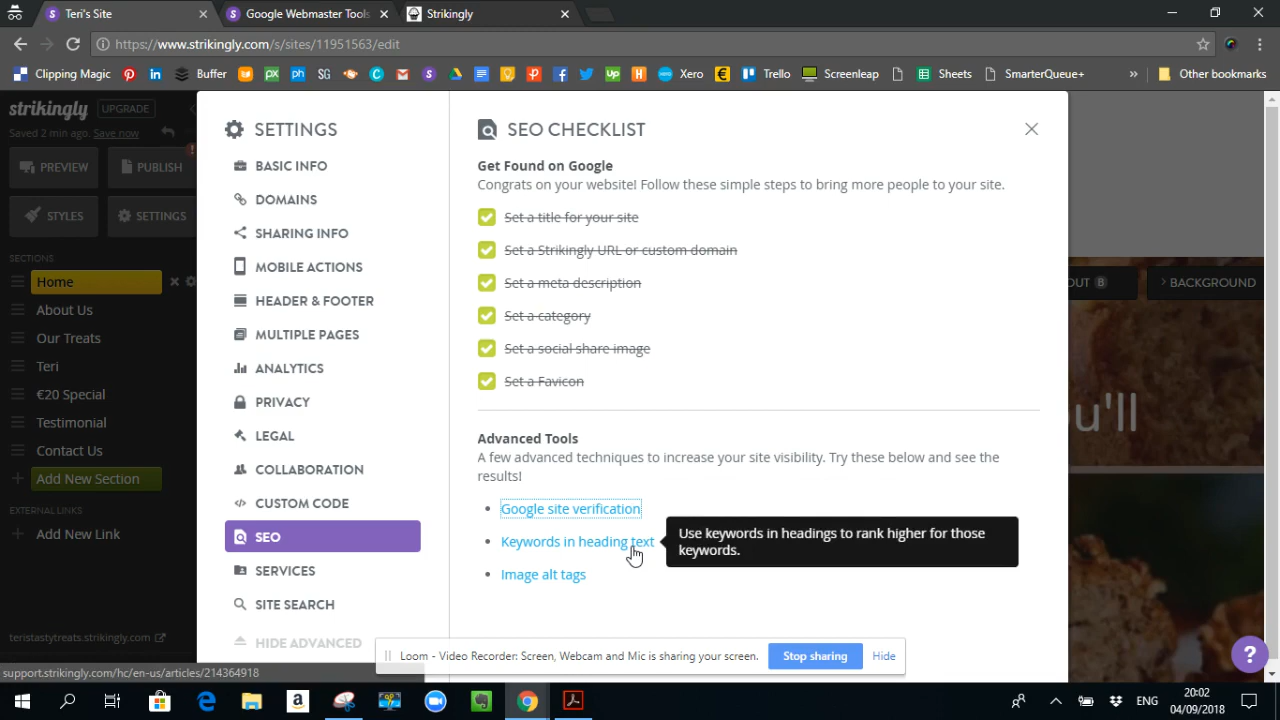 Teri's Site
Google Webmaster Tools
Strikingly
https://www.strikingly.com/s/sites/11951563/edit
Clipping Magic
Buffer
SG
Xero
Trello
Screenleap
Sheets
SmarterQueue+
»
Other bookmarks
strikingly
UPGRADE
Saved 2 min ago. Save now
PREVIEW
PUBLISH
STYLES
SETTINGS
SECTIONS
Home
About Us
Our Treats
Teri
€20 Special
Testimonial
Contact Us
Add New Section
EXTERNAL LINKS
Add New Link
teristastytreats.strikingly.com
support.strikingly.com/hc/en-us/articles/214364918
SETTINGS
BASIC INFO
DOMAINS
SHARING INFO
MOBILE ACTIONS
HEADER & FOOTER
MULTIPLE PAGES
ANALYTICS
PRIVACY
LEGAL
COLLABORATION
CUSTOM CODE
SEO
SERVICES
SITE SEARCH
HIDE ADVANCED
SEO CHECKLIST
Get Found on Google
Congrats on your website! Follow these simple steps to bring more people to your site.
Set a title for your site
Set a Strikingly URL or custom domain
Set a meta description
Set a category
Set a social share image
Set a Favicon
Advanced Tools
A few advanced techniques to increase your site visibility. Try these below and see the
results!
Google site verification
Keywords in heading text
Use keywords in headings to rank higher for those
keywords.
Image alt tags
OUT B
BACKGROUND
ou'll
Loom - Video Recorder: Screen, Webcam and Mic is sharing your screen.
Stop sharing
Hide
ENG
20:02
04/09/2018